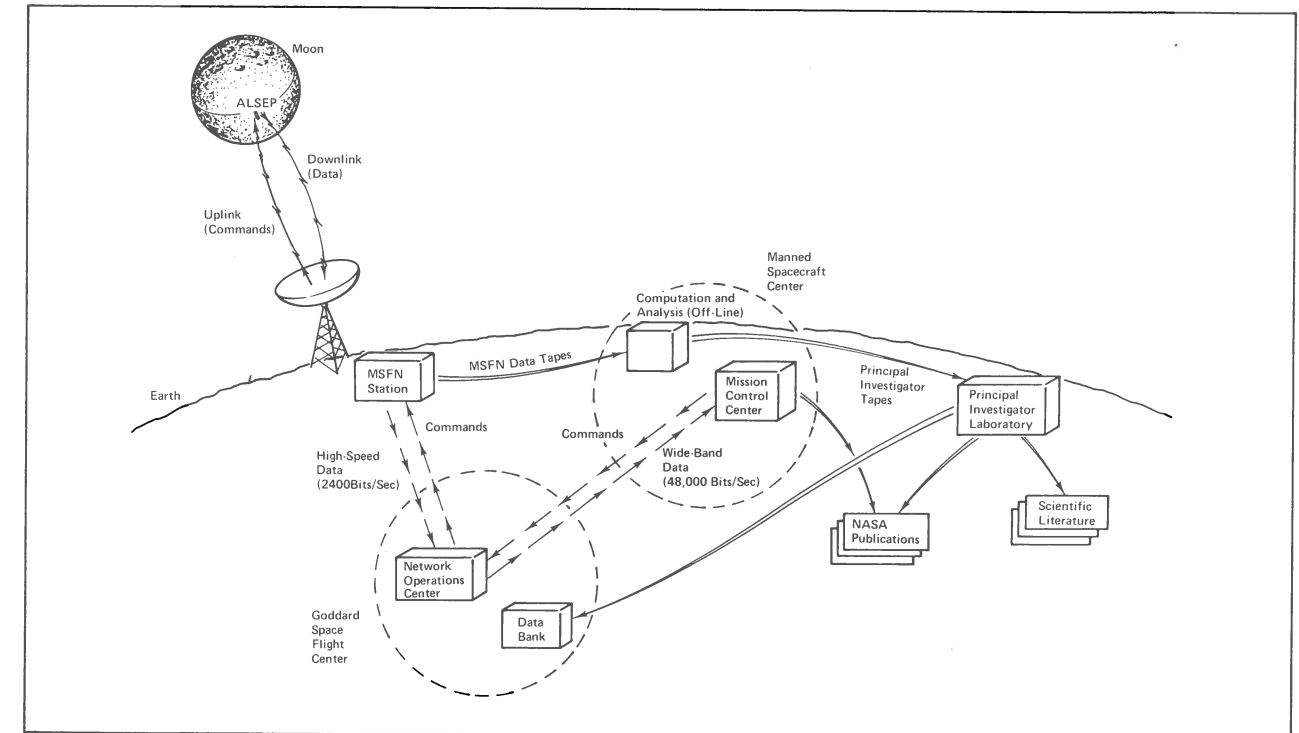 Moon
ALSEP
Downlink
(Data)
Uplink
(Commands)
Manned
Spacecraft
Center
Computation and
Analysis (Off-Line)
MSFN Data Tapes
MSFN
Station
Earth
Mission
Control
Center
Principal
Investigator
Tapes
Principal
Investigator
Laboratory
Commands
Commands
High-Speed
Data
(2400Bits/Sec)
Wide-Band
Data
(48,000 Bits/Sec)
NASA
Publications
Scientific
Literature
Network
Operations
Center
Data
Bank
Goddard
Space
Flight
Center